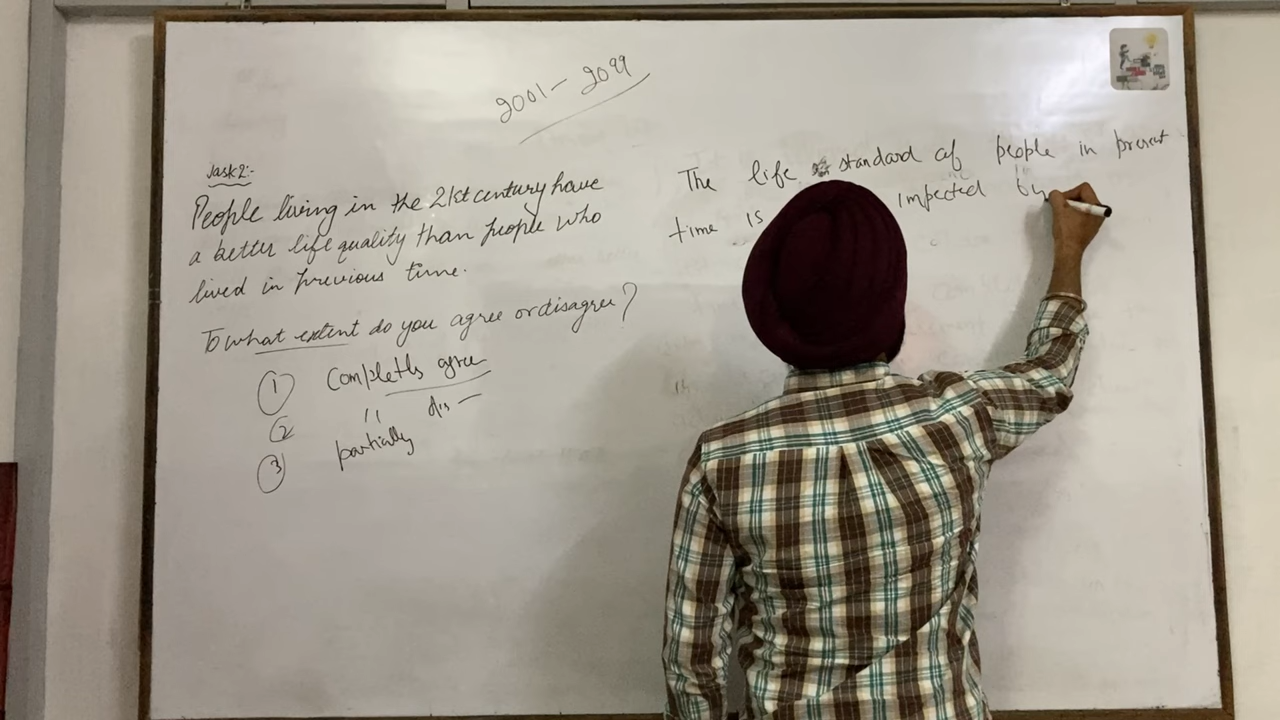 2001 - 2099
Task 2:-
People living in the 21st century have
a better life quality than people who
lived in previous time.
To what extent do you agree or disagree?
1 Completly agree
2 " dis -
3 partially
The life standard of people in present
time is impected by